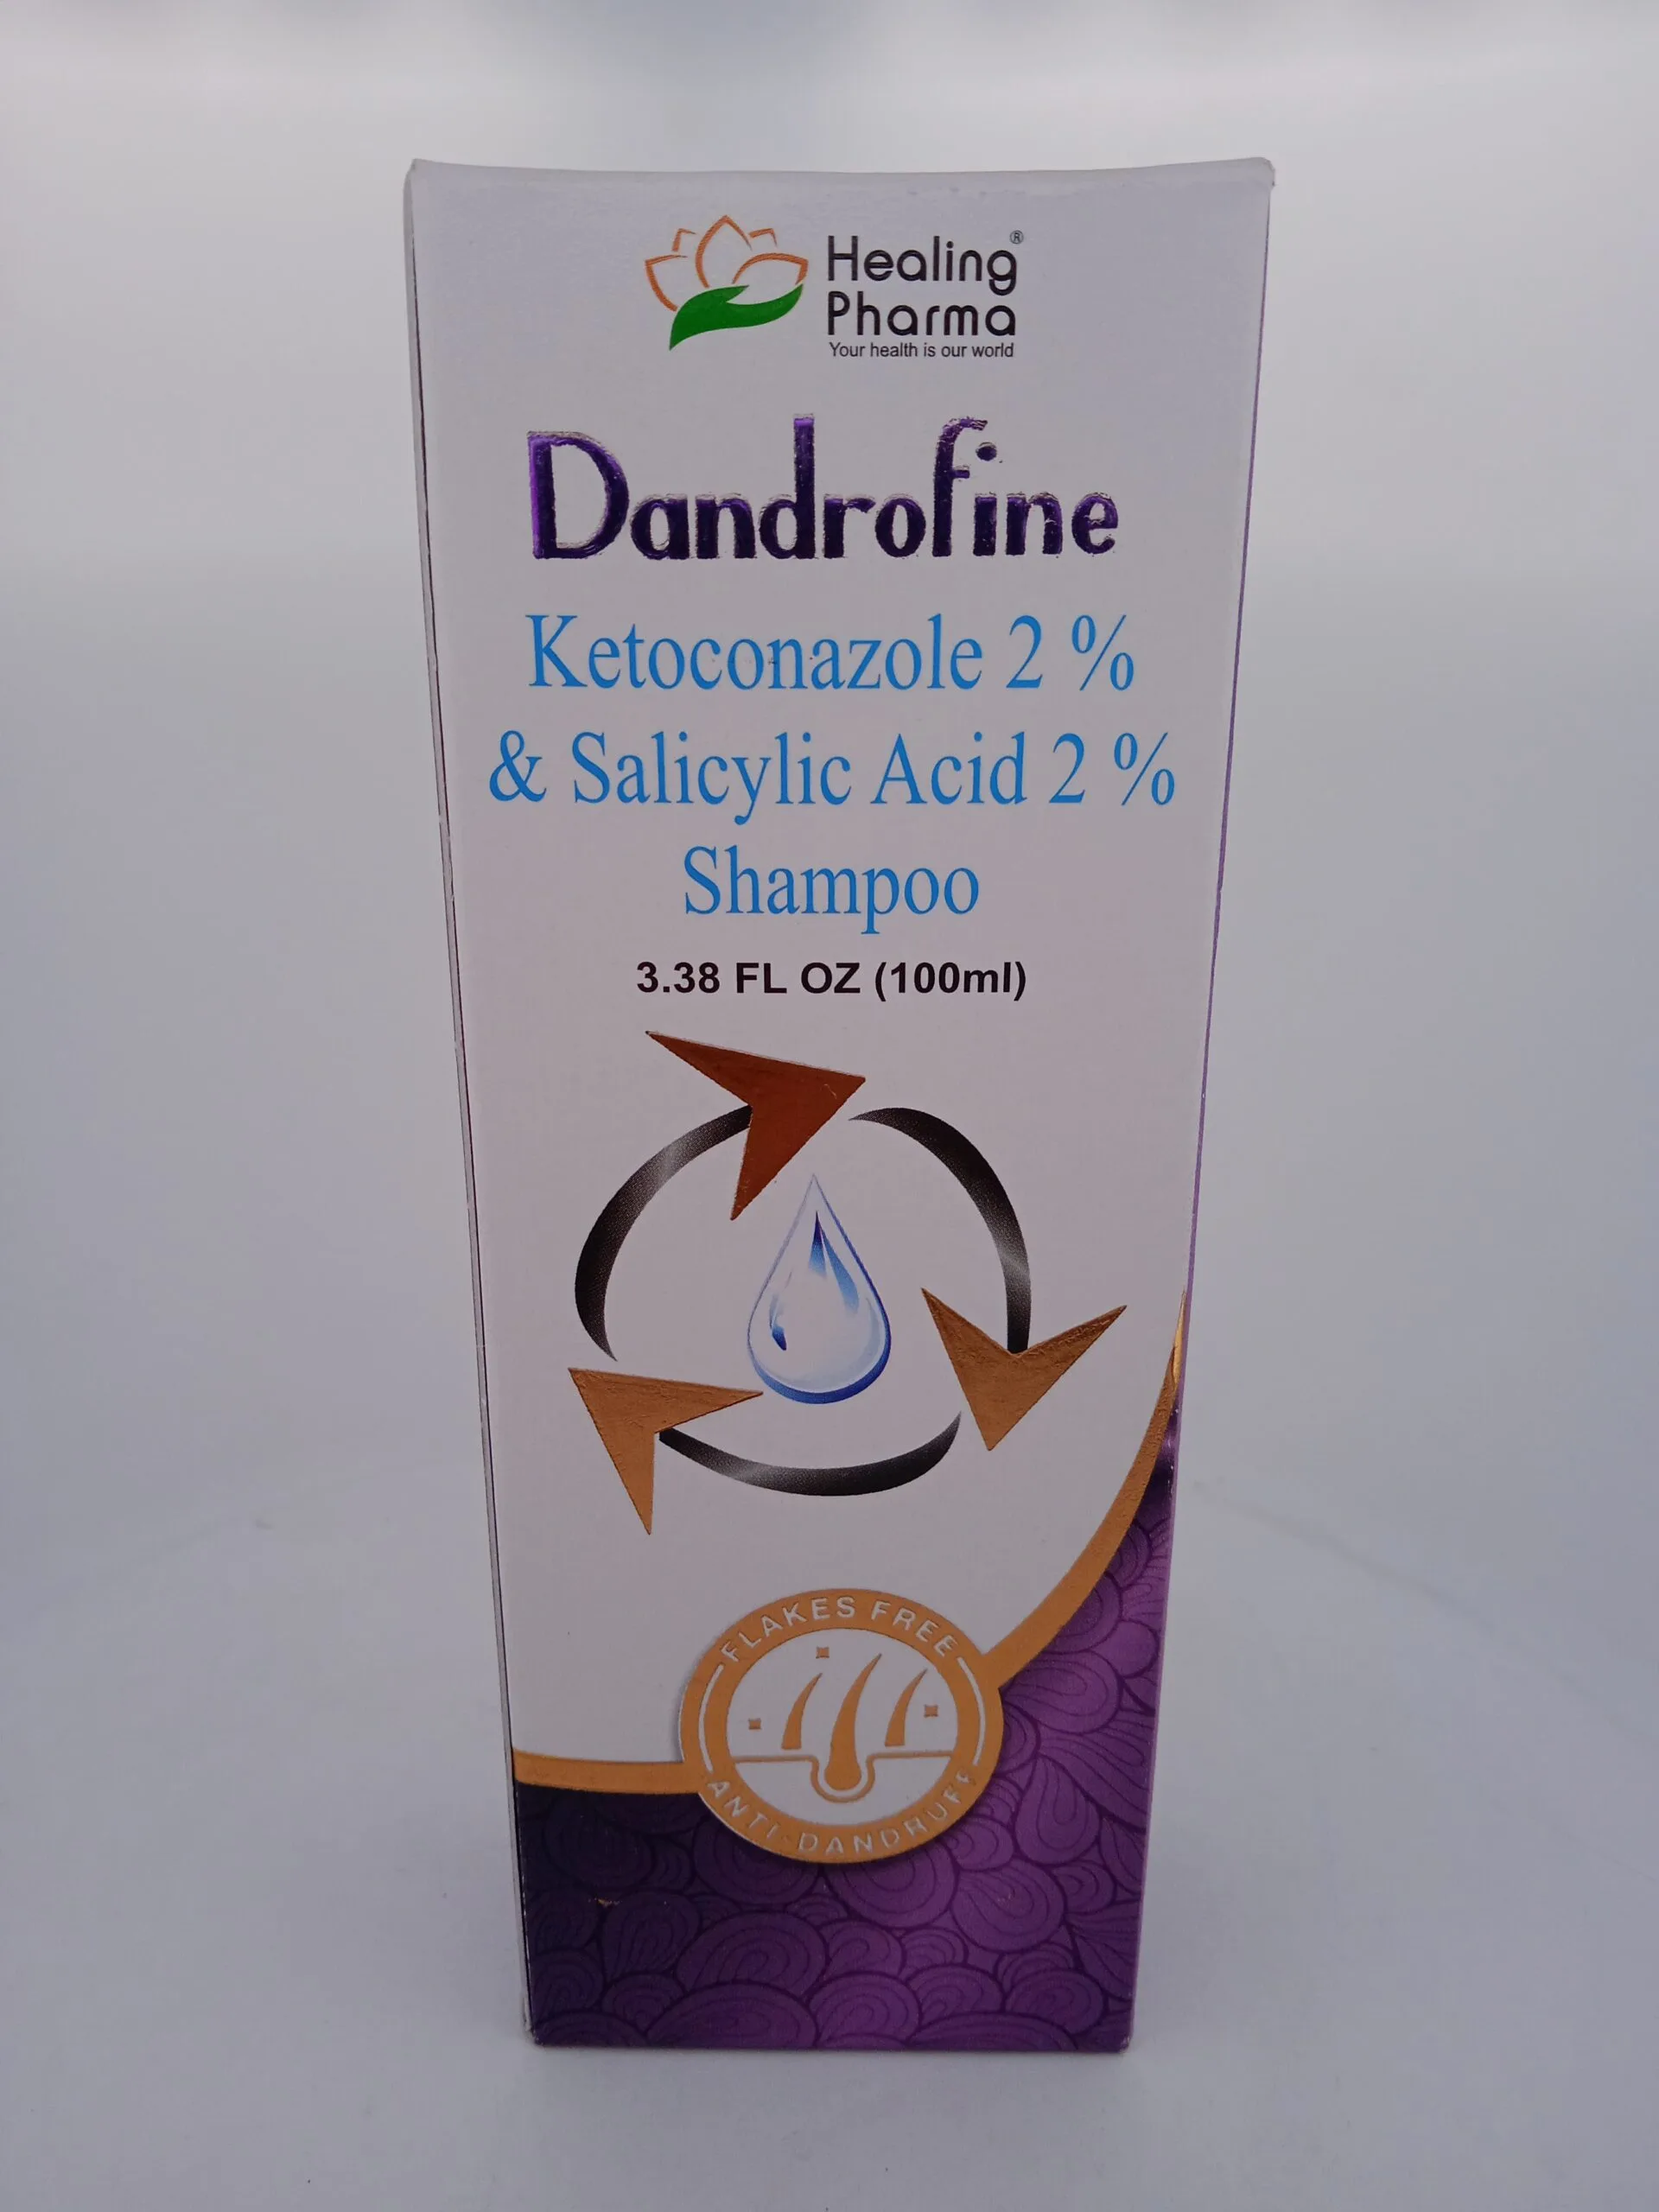 Healing®
Pharma
Your health is our world
Dandrofine
Ketoconazole 2 %
& Salicylic Acid 2 %
Shampoo
3.38 FL OZ (100ml)
FLAKES FREE
ANTI-DANDRUFF